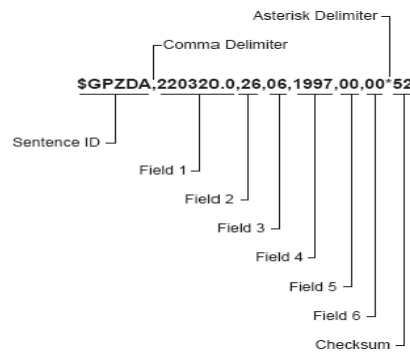 Asterisk Delimiter
Comma Delimiter
$GPZDA,220320.0,26,06,1997,00,00*52
Sentence ID
Field 1
Field 2
Field 3
Field 4
Field 5
Field 6
Checksum